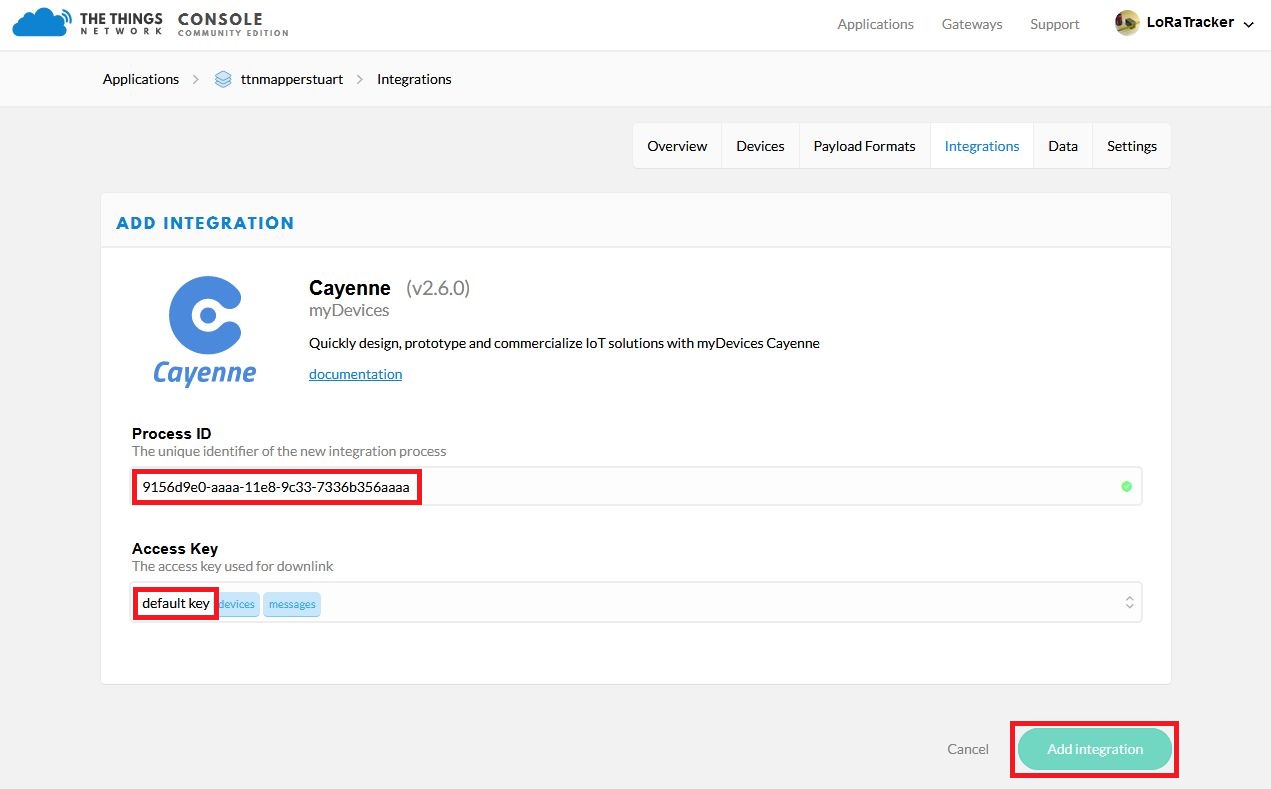 THE THINGS NETWORK CONSOLE COMMUNITY EDITION
Applications Gateways Support LoRaTracker
Applications > ttnmapperstuart > Integrations
Overview Devices Payload Formats Integrations Data Settings
ADD INTEGRATION
Cayenne (v2.6.0)
myDevices
Quickly design, prototype and commercialize IoT solutions with myDevices Cayenne
Cayenne
documentation
Process ID
The unique identifier of the new integration process
9156d9e0-aaaa-11e8-9c33-7336b356aaaa
Access Key
The access key used for downlink
default key devices messages
Cancel Add integration